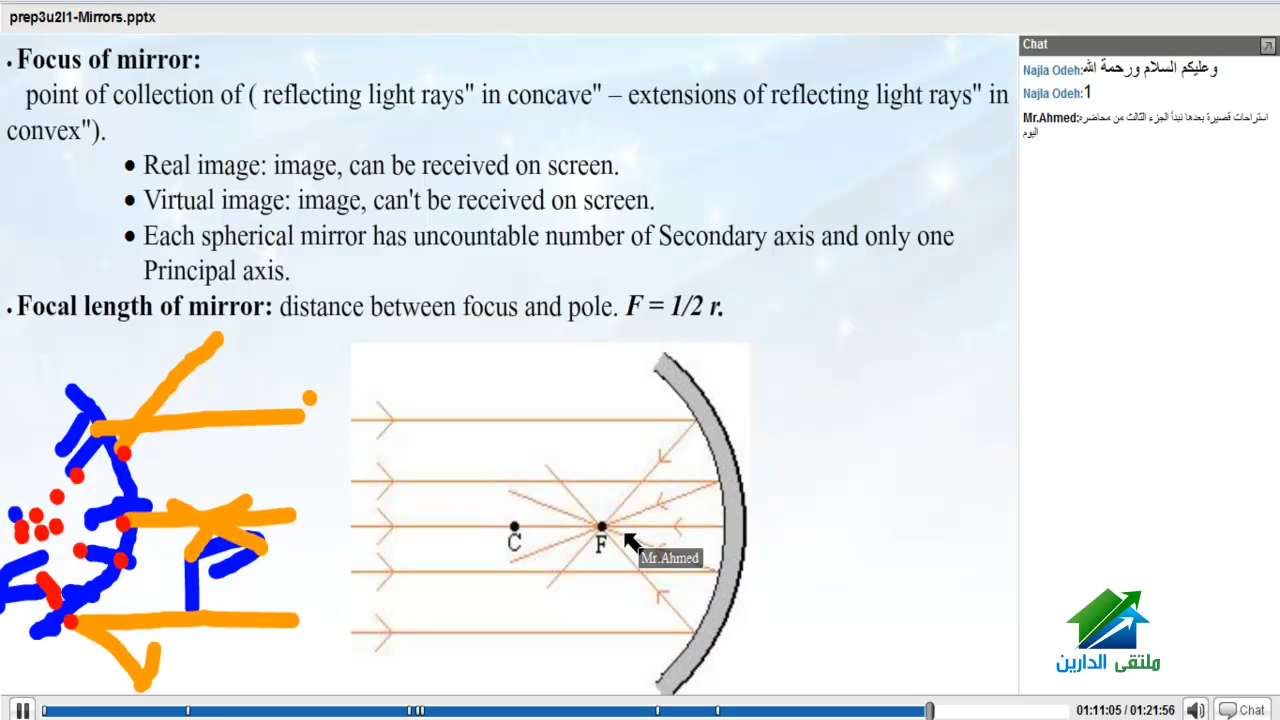 prep3u2l1-Mirrors.pptx
. Focus of mirror:
point of collection of ( reflecting light rays" in concave" – extensions of reflecting light rays" in
convex").
• Real image: image, can be received on screen.
• Virtual image: image, can't be received on screen.
• Each spherical mirror has uncountable number of Secondary axis and only one
Principal axis.
. Focal length of mirror: distance between focus and pole. F = 1/2 r.
C
F
Mr.Ahmed
Chat
Najla Odeh: وعليكم السلام ورحمة الله
Najla Odeh: 1
Mr.Ahmed: استراحات قصيرة بعدها نبدأ الجزء الثالث من محاضره
اليوم
ملتقى الدارين
01:11:05 / 01:21:56
Chat